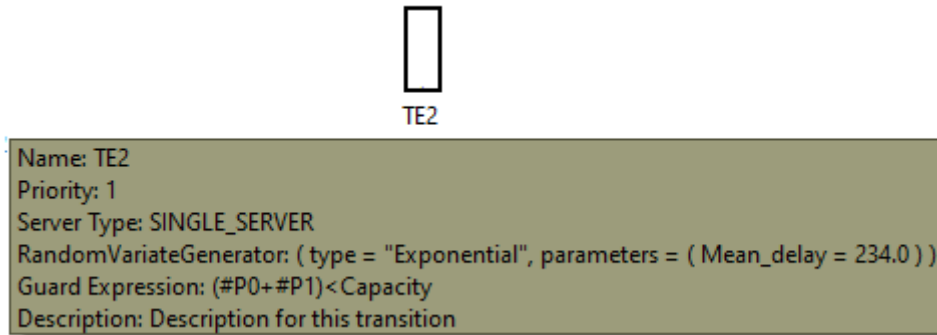 TE2
Name: TE2
Priority: 1
Server Type: SINGLE_SERVER
RandomVariateGenerator: ( type = "Exponential", parameters = ( Mean_delay = 234.0 ) )
Guard Expression: (#P0+#P1)<Capacity
Description: Description for this transition